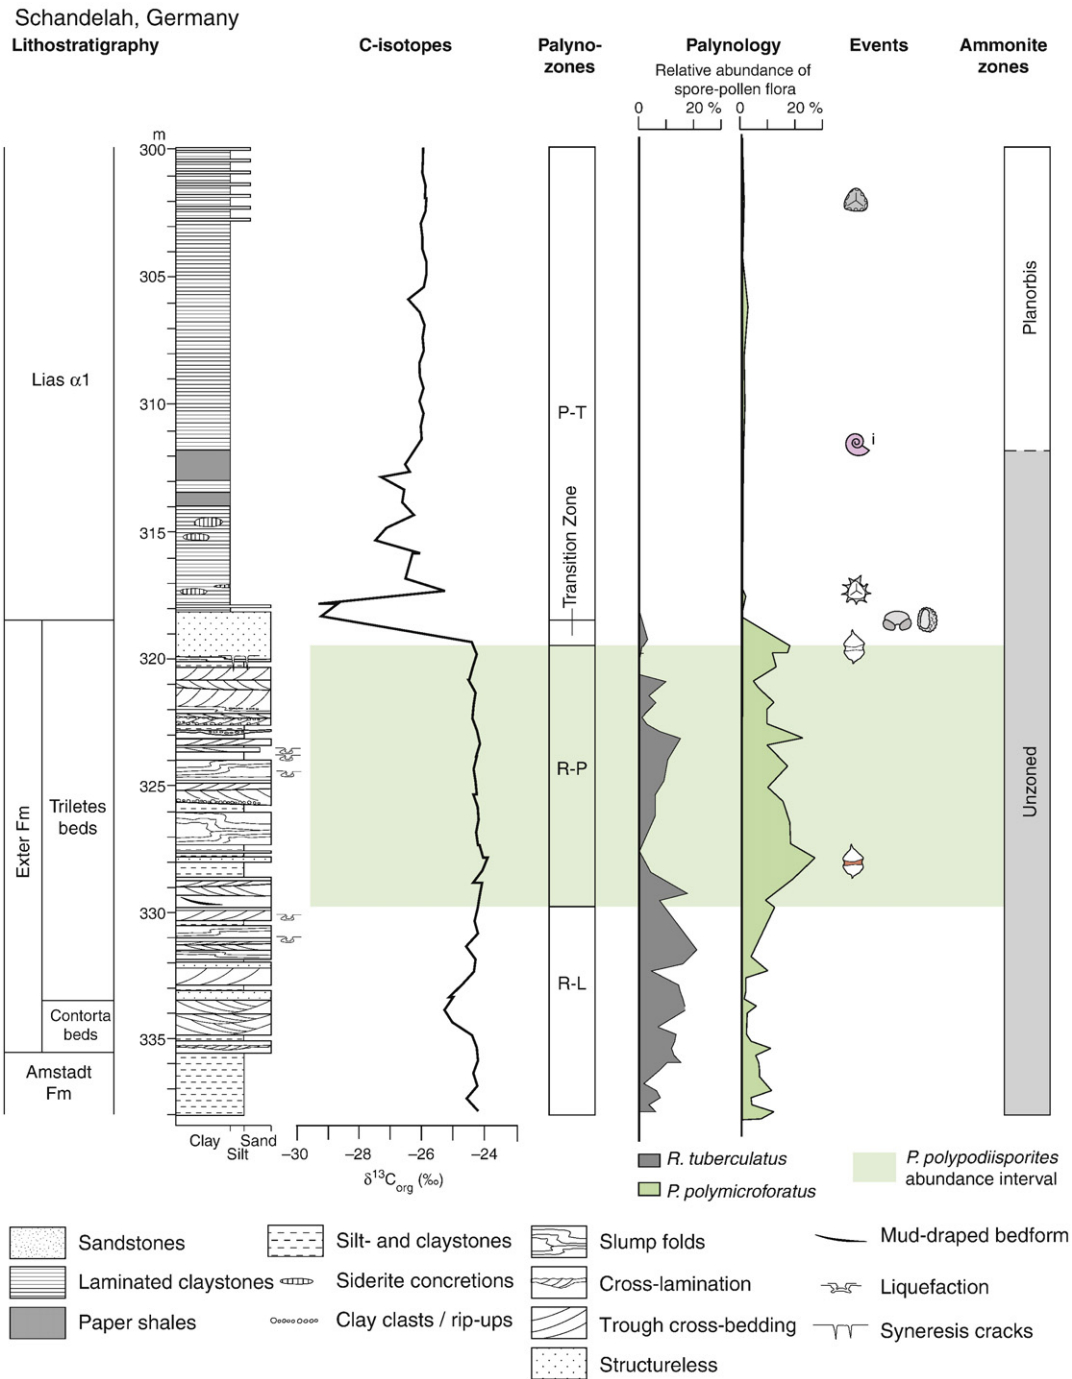 Schandelah, Germany
Lithostratigraphy
C-isotopes
Palyno-
zones
Palynology
Relative abundance of
spore-pollen flora
0 20 % 0 20 %
Events
Ammonite
zones
m
300
305
310
315
320
325
330
335
Lias α1
Exter Fm
Triletes
beds
Contorta
beds
Amstadt
Fm
Clay Silt Sand
−30 −28 −26 −24
δ13Corg (‰)
P-T
Transition Zone
R-P
R-L
i
Planorbis
Unzoned
R. tuberculatus
P. polymicroforatus
P. polypodiisporites
abundance interval
Sandstones
Laminated claystones
Paper shales
Silt- and claystones
Siderite concretions
Clay clasts / rip-ups
Slump folds
Cross-lamination
Trough cross-bedding
Structureless
Mud-draped bedform
Liquefaction
Syneresis cracks